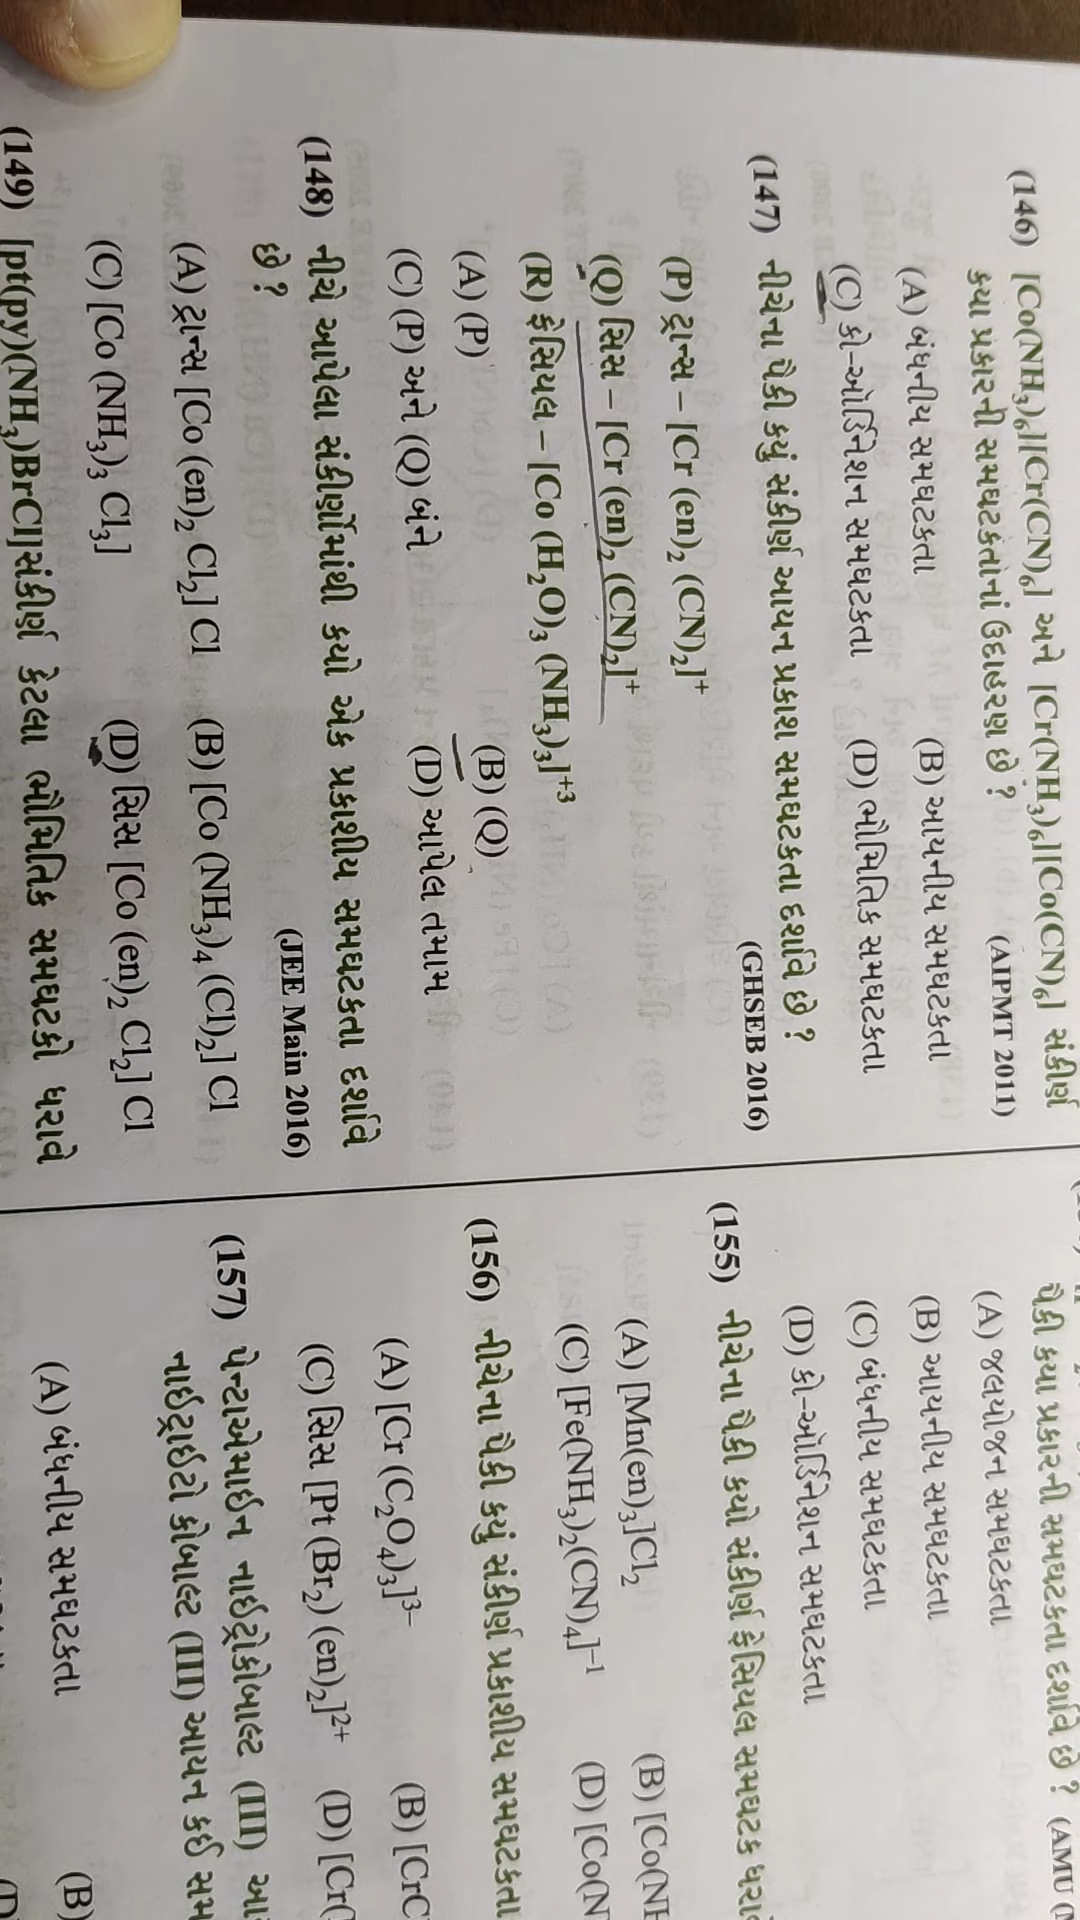 (146) [Co(NH₃)₆][Cr(CN)₆] અને [Cr(NH₃)₆][Co(CN)₆] સંકીર્ણ
કયા પ્રકારની સમઘટકતાનાં ઉદાહરણ છે ? (AIPMT 2011)
(A) બંધનીય સમઘટકતા (B) આયનીય સમઘટકતા
(C) કો-ઓર્ડિનેશન સમઘટકતા (D) ભૌમિતિક સમઘટકતા
(147) નીચેના પૈકી કયું સંકીર્ણ આયન પ્રકાશ સમઘટકતા દર્શાવે છે ?
(GHSEB 2016)
(P) ટ્રાન્સ – [Cr (en)₂ (CN)₂]⁺
(Q) સિસ – [Cr (en)₂ (CN)₂]⁺
(R) ફેસિયલ – [Co (H₂O)₃ (NH₃)₃]⁺³
(A) (P) (B) (Q)
(C) (P) અને (Q) બંને (D) આપેલ તમામ
(148) નીચે આપેલા સંકીર્ણોમાંથી કયો એક પ્રકાશીય સમઘટકતા દર્શાવે
છે ? (JEE Main 2016)
(A) ટ્રાન્સ [Co (en)₂ Cl₂] Cl (B) [Co (NH₃)₄ (Cl)₂] Cl
(C) [Co (NH₃)₃ Cl₃] (D) સિસ [Co (en)₂ Cl₂] Cl
(149) [pt(py)(NH₃)BrCl]સંકીર્ણ કેટલા ભૌમિતિક સમઘટકો ધરાવે
પૈકી કયા પ્રકારની સમઘટકતા દર્શાવે છે ? (AMU
(A) જલયોજન સમઘટકતા
(B) આયનીય સમઘટકતા
(C) બંધનીય સમઘટકતા
(D) કો-ઓર્ડિનેશન સમઘટકતા
(155) નીચેના પૈકી કયો સંકીર્ણ ફેસિયલ સમઘટક
(A) [Mn(en)₃]Cl₂ (B) [Co(NH
(C) [Fe(NH₃)₂(CN)₄]⁻¹ (D) [Co(N
(156) નીચેના પૈકી કયું સંકીર્ણ પ્રકાશીય સમઘટકતા
(A) [Cr (C₂O₄)₃]³⁻ (B) [CrC
(C) સિસ [Pt (Br₂) (en)₂]²⁺ (D) [Cr(
(157) પેન્ટાએમાઈન નાઈટ્રોકોબાલ્ટ (III)
નાઈટ્રાઈટો કોબાલ્ટ (III) આયન કઈ
(A) બંધનીય સમઘટકતા (B)